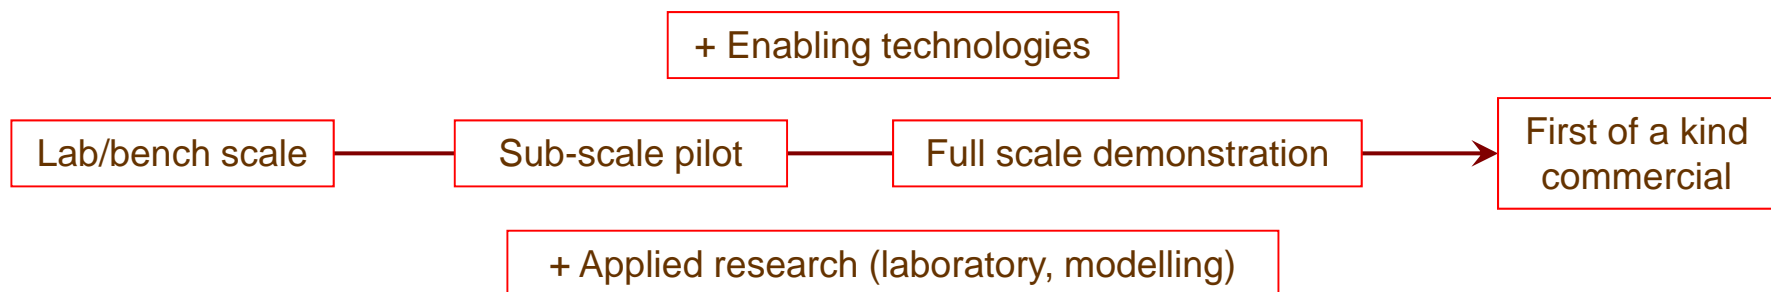 + Enabling technologies
Lab/bench scale
Sub-scale pilot
Full scale demonstration
First of a kind
commercial
+ Applied research (laboratory, modelling)